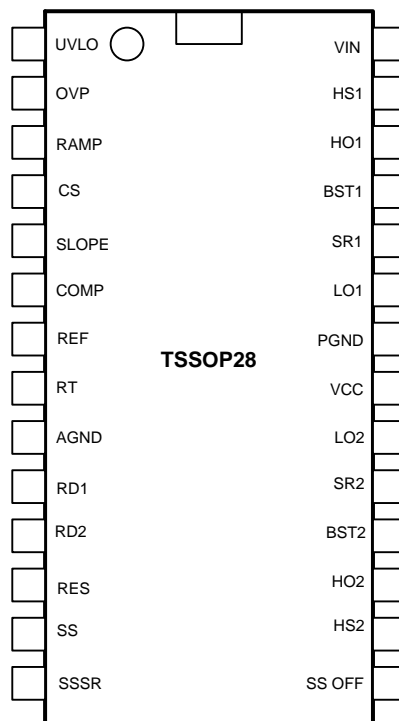 UVLO VIN
OVP HS1
RAMP HO1
CS BST1
SLOPE SR1
COMP LO1
REF PGND
TSSOP28
RT VCC
AGND LO2
RD1 SR2
RD2 BST2
RES HO2
SS HS2
SSSR SS OFF